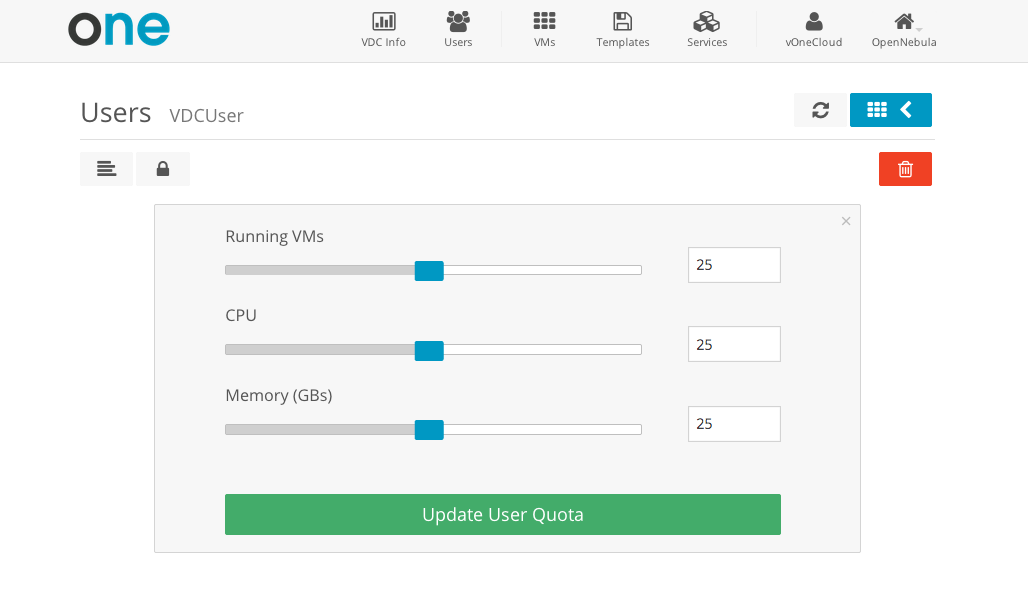 one
VDC Info
Users
VMs
Templates
Services
vOneCloud
OpenNebula
Users VDCUser
×
Running VMs
25
CPU
25
Memory (GBs)
25
Update User Quota